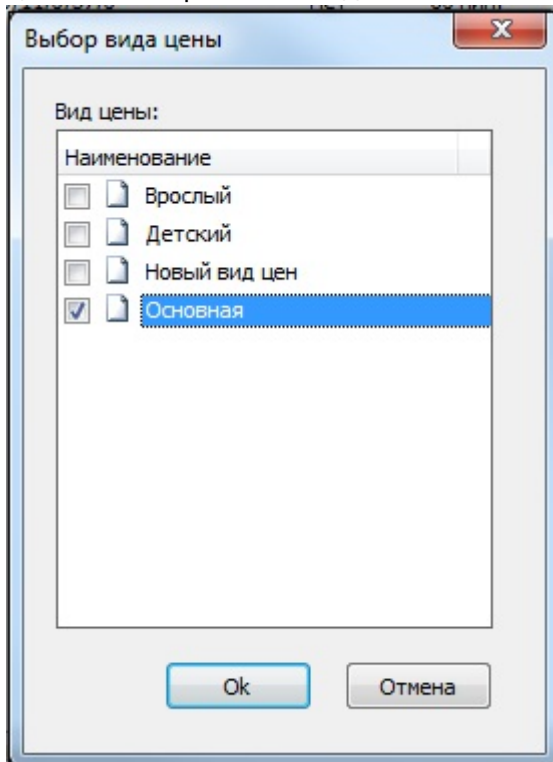 Выбор вида цены
Вид цены:
Наименование
Врослый
Детский
Новый вид цен
Основная
Ok
Отмена